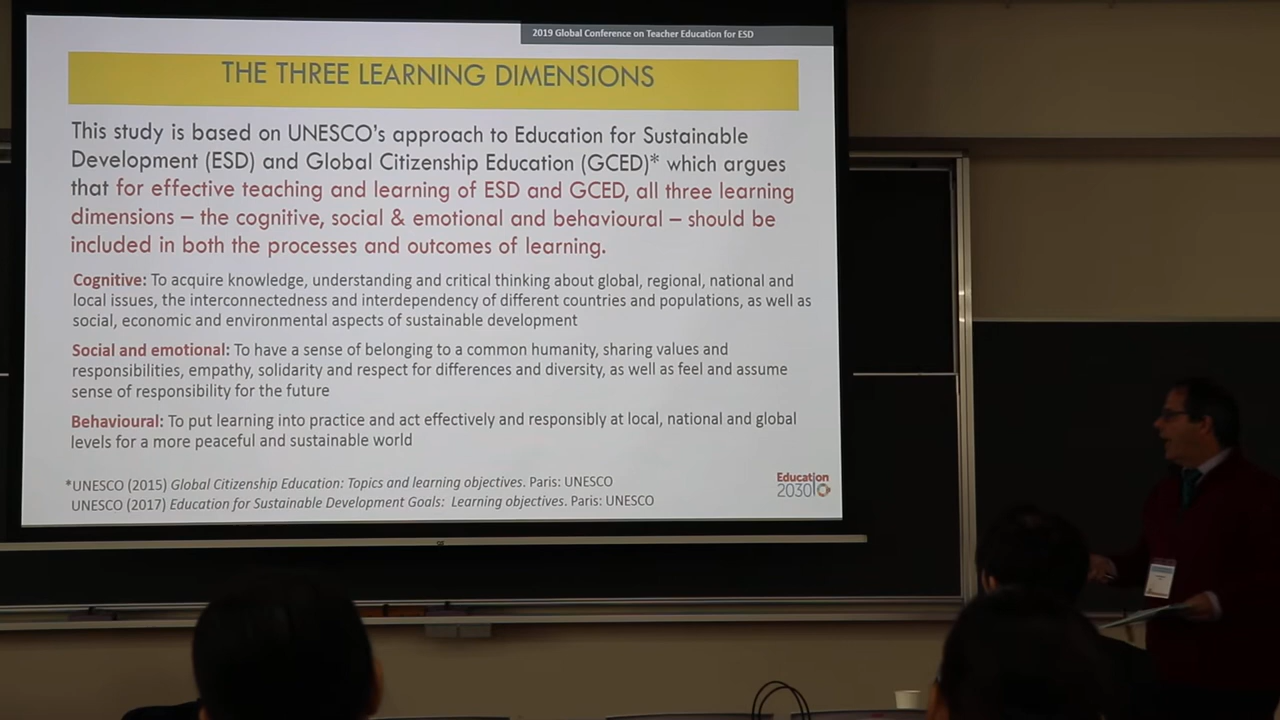 2019 Global Conference on Teacher Education for ESD
THE THREE LEARNING DIMENSIONS
This study is based on UNESCO's approach to Education for Sustainable
Development (ESD) and Global Citizenship Education (GCED)* which argues
that for effective teaching and learning of ESD and GCED, all three learning
dimensions – the cognitive, social & emotional and behavioural – should be
included in both the processes and outcomes of learning.
Cognitive: To acquire knowledge, understanding and critical thinking about global, regional, national and
local issues, the interconnectedness and interdependency of different countries and populations, as well as
social, economic and environmental aspects of sustainable development
Social and emotional: To have a sense of belonging to a common humanity, sharing values and
responsibilities, empathy, solidarity and respect for differences and diversity, as well as feel and assume
sense of responsibility for the future
Behavioural: To put learning into practice and act effectively and responsibly at local, national and global
levels for a more peaceful and sustainable world
*UNESCO (2015) Global Citizenship Education: Topics and learning objectives. Paris: UNESCO
UNESCO (2017) Education for Sustainable Development Goals: Learning objectives. Paris: UNESCO
Education
2030